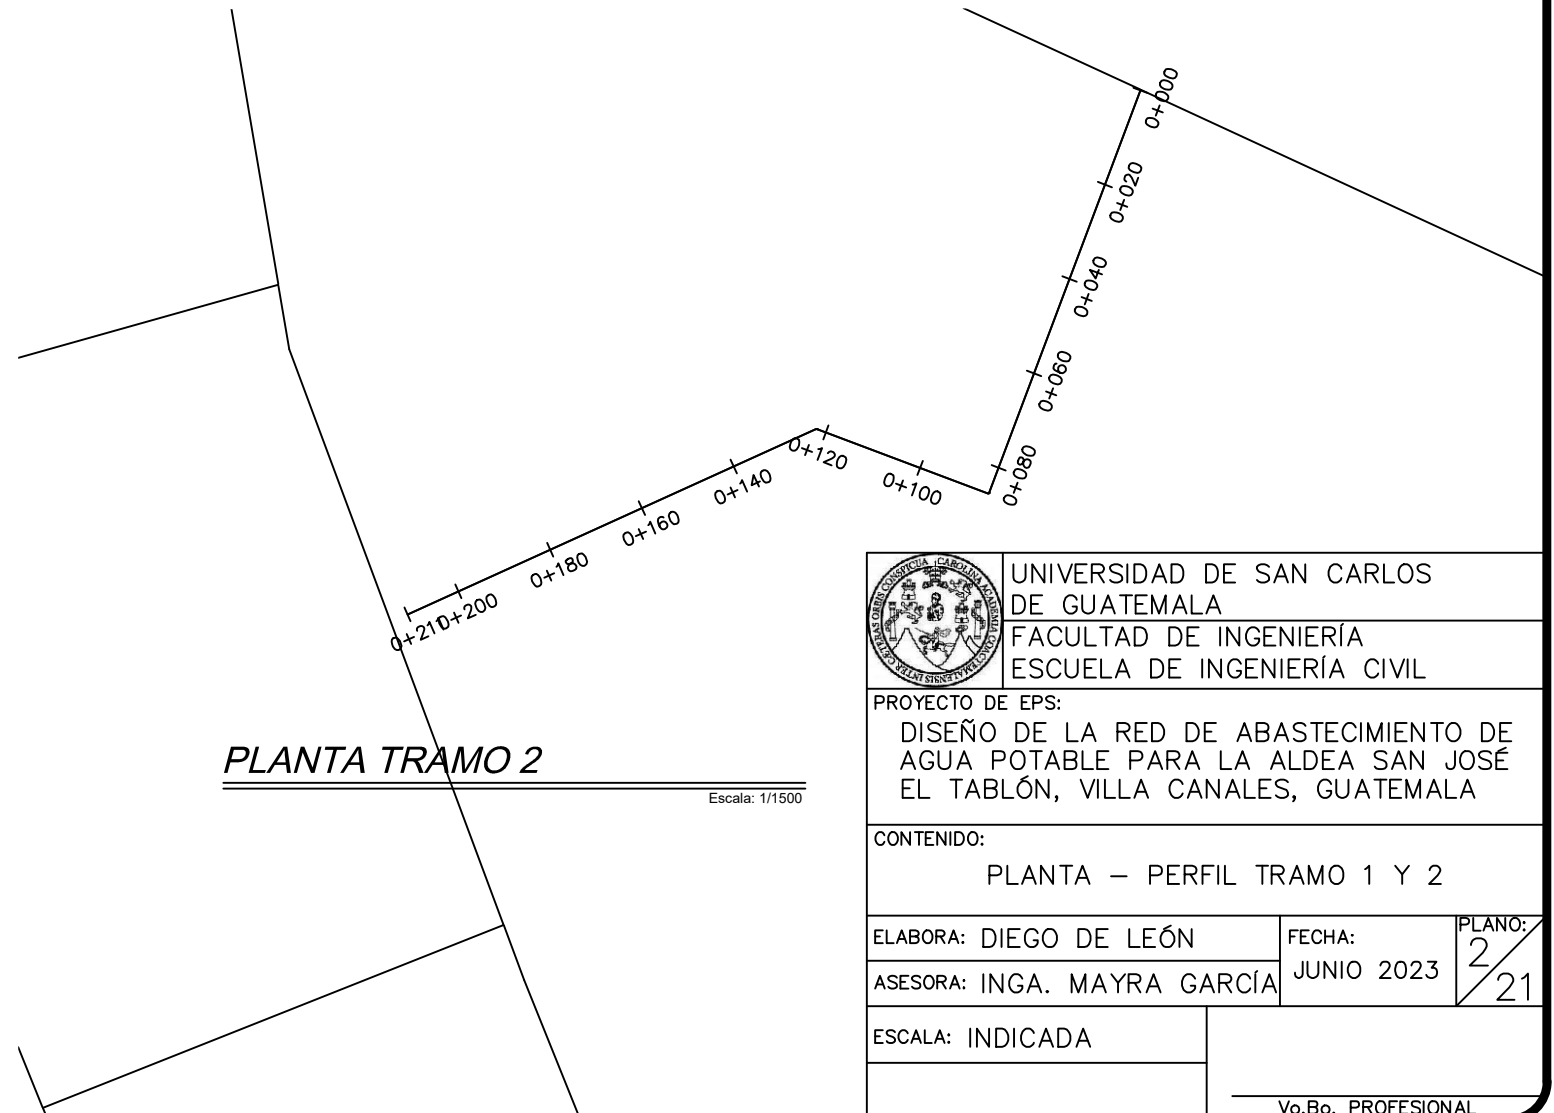 0+000
0+020
0+040
0+060
0+080
0+100
0+120
0+140
0+160
0+180
0+200
0+210
PLANTA TRAMO 2
Escala: 1/1500
UNIVERSIDAD DE SAN CARLOS
DE GUATEMALA
FACULTAD DE INGENIERÍA
ESCUELA DE INGENIERÍA CIVIL
PROYECTO DE EPS:
DISEÑO DE LA RED DE ABASTECIMIENTO DE
AGUA POTABLE PARA LA ALDEA SAN JOSÉ
EL TABLÓN, VILLA CANALES, GUATEMALA
CONTENIDO:
PLANTA – PERFIL TRAMO 1 Y 2
ELABORA: DIEGO DE LEÓN
ASESORA: INGA. MAYRA GARCÍA
FECHA:
JUNIO 2023
PLANO:
2/21
ESCALA: INDICADA
Vo.Bo. PROFESIONAL